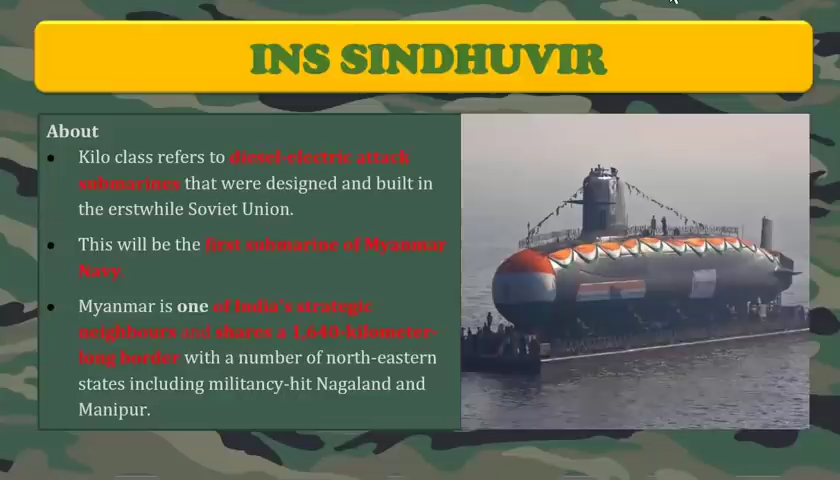 INS SINDHUVIR
About
• Kilo class refers to diesel-electric attack
submarines that were designed and built in
the erstwhile Soviet Union.
• This will be the first submarine of Myanmar
Navy.
• Myanmar is one of India's strategic
neighbours and shares a 1,640-kilometer-
long border with a number of north-eastern
states including militancy-hit Nagaland and
Manipur.